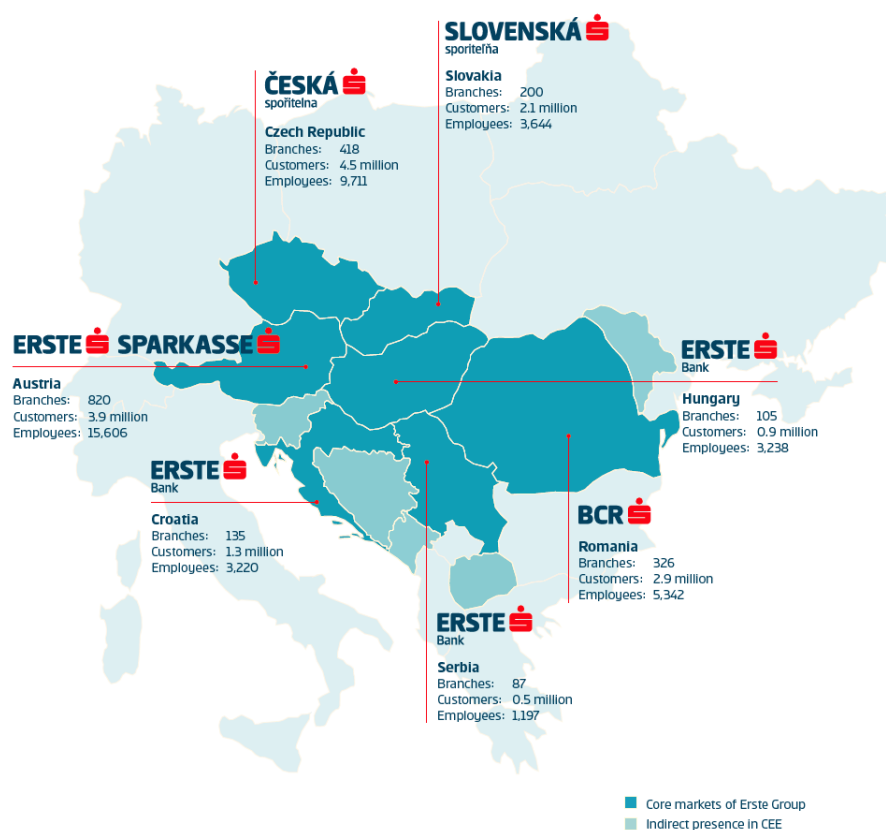 SLOVENSKÁ
sporiteľňa
Slovakia
Branches: 200
Customers: 2.1 million
Employees: 3,644
ČESKÁ
spořitelna
Czech Republic
Branches: 418
Customers: 4.5 million
Employees: 9,711
ERSTE SPARKASSE
Austria
Branches: 820
Customers: 3.9 million
Employees: 15,606
ERSTE
Bank
Hungary
Branches: 105
Customers: 0.9 million
Employees: 3,238
ERSTE
Bank
Croatia
Branches: 135
Customers: 1.3 million
Employees: 3,220
BCR
Romania
Branches: 326
Customers: 2.9 million
Employees: 5,342
ERSTE
Bank
Serbia
Branches: 87
Customers: 0.5 million
Employees: 1,197
Core markets of Erste Group
Indirect presence in CEE